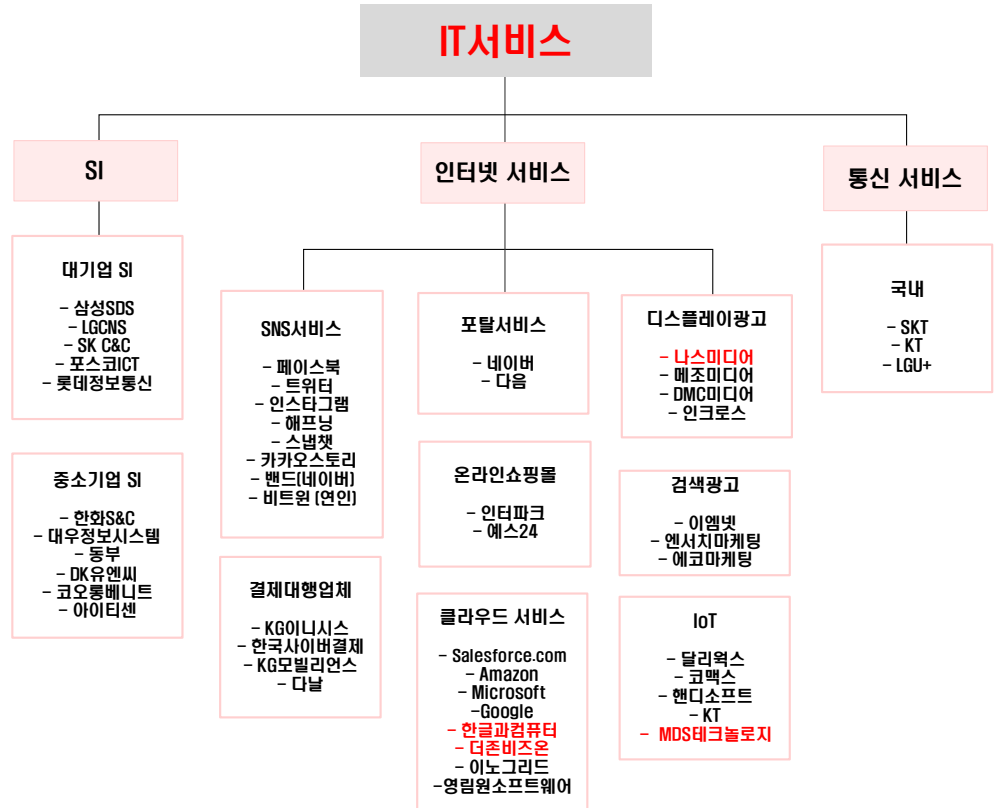 IT서비스
SI
대기업 SI
- 삼성SDS
- LGCNS
- SK C&C
- 포스코ICT
- 롯데정보통신
중소기업 SI
- 한화S&C
- 대우정보시스템
- 동부
- DK유엔씨
- 코오롱베니트
- 아이티센
인터넷 서비스
SNS서비스
- 페이스북
- 트위터
- 인스타그램
- 해프닝
- 스냅챗
- 카카오스토리
- 밴드(네이버)
- 비트윈 (연인)
결제대행업체
- KG이니시스
- 한국사이버결제
- KG모빌리언스
- 다날
포탈서비스
- 네이버
- 다음
온라인쇼핑몰
- 인터파크
- 예스24
클라우드 서비스
- Salesforce.com
- Amazon
- Microsoft
-Google
- 한글과컴퓨터
- 더존비즈온
- 이노그리드
-영림원소프트웨어
디스플레이광고
- 나스미디어
- 메조미디어
- DMC미디어
- 인크로스
검색광고
- 이엠넷
- 엔서치마케팅
- 에코마케팅
IoT
- 달리웍스
- 코맥스
- 핸디소프트
- KT
- MDS테크놀로지
통신 서비스
국내
- SKT
- KT
- LGU+